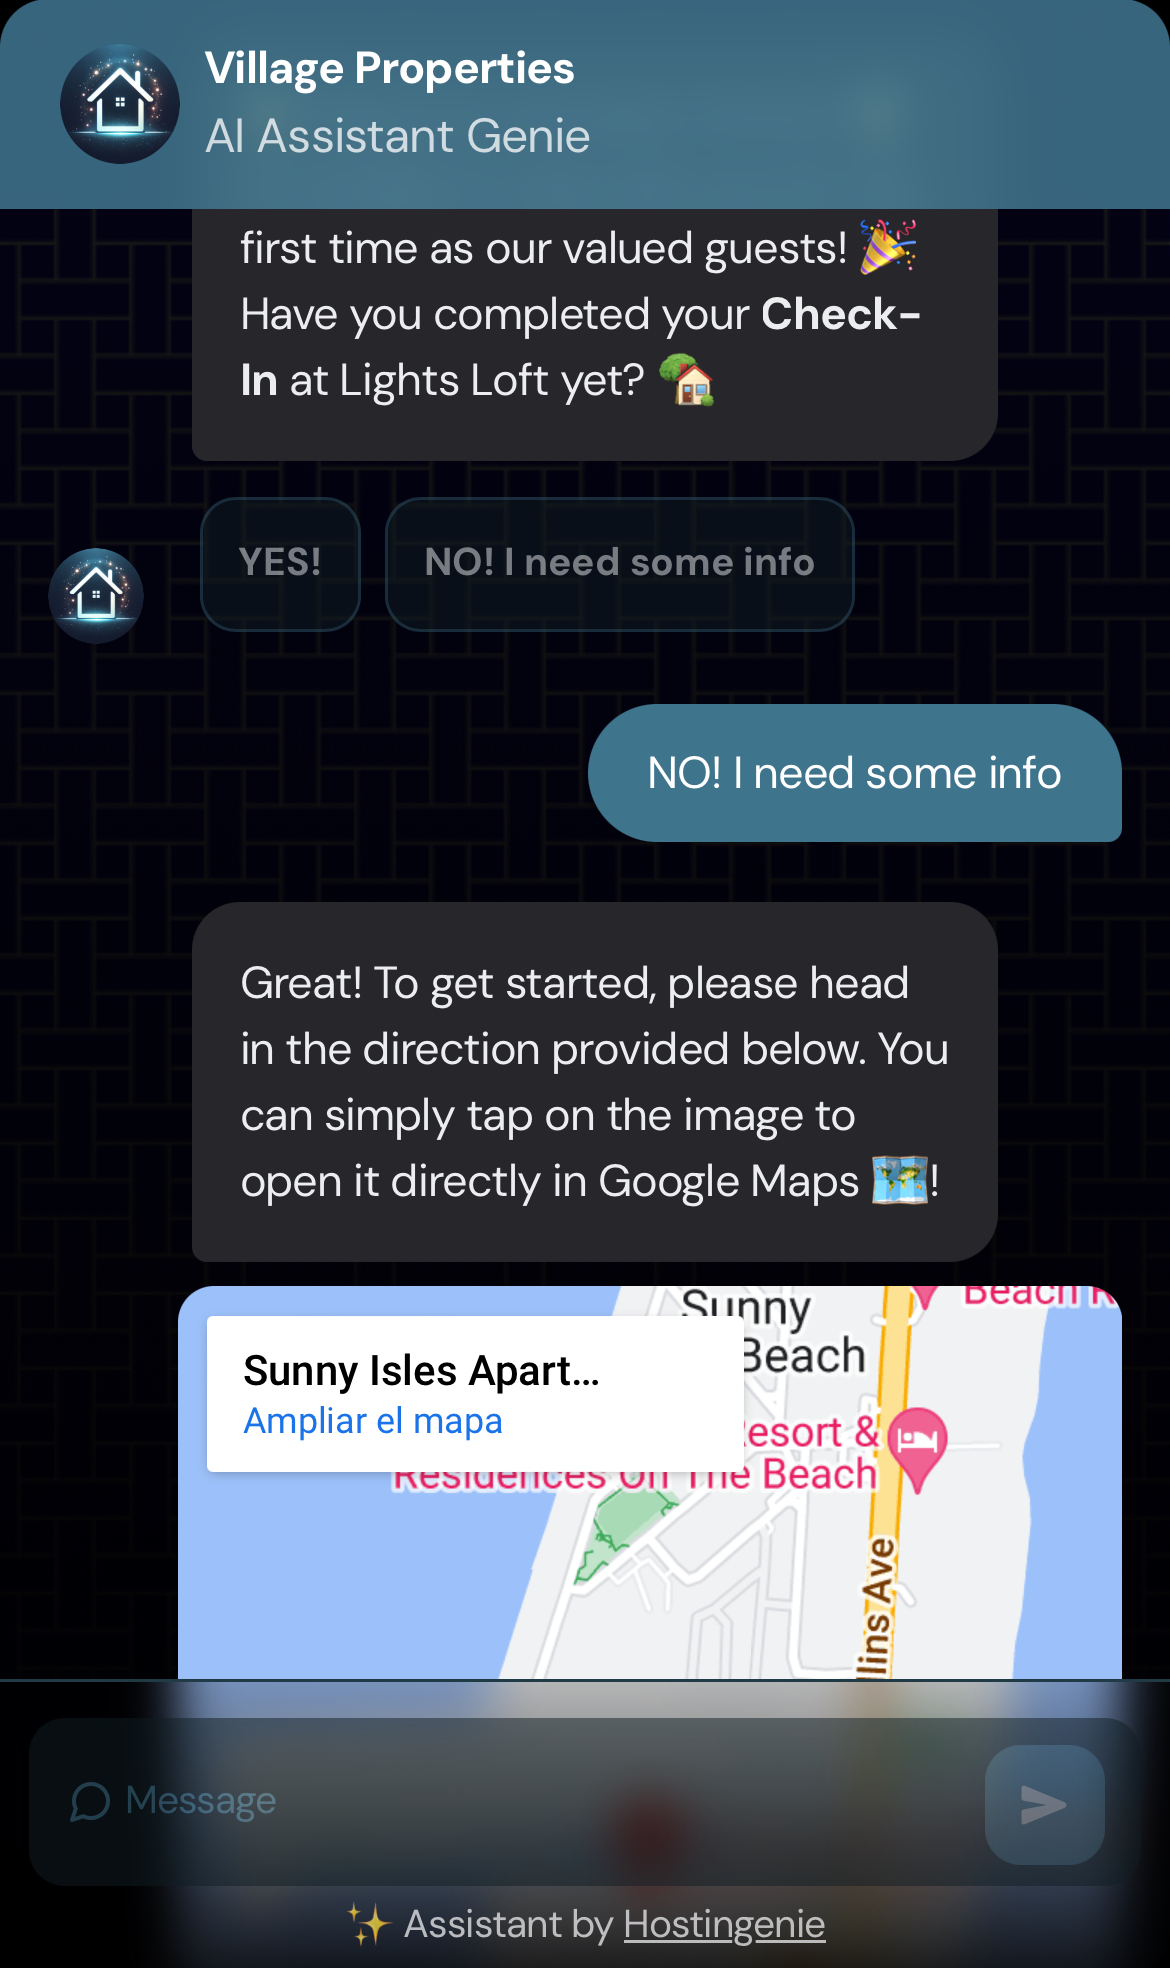 Village Properties
AI Assistant Genie
first time as our valued guests! 🎉
Have you completed your Check-
In at Lights Loft yet? 🏡
YES!
NO! I need some info
NO! I need some info
Great! To get started, please head
in the direction provided below. You
can simply tap on the image to
open it directly in Google Maps 🗺️!
Sunny
Beach
Beach R
Sunny Isles Apart...
Ampliar el mapa
esort &
Residences On The Beach
llins Ave
Message
✨ Assistant by Hostingenie